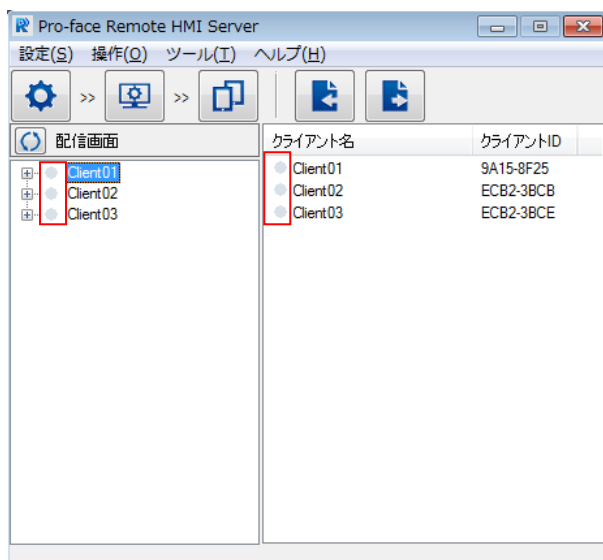 Pro-face Remote HMI Server
設定(S) 操作(O) ツール(T) ヘルプ(H)
配信画面
クライアント名 クライアントID
Client01
Client02
Client03
Client01 9A15-8F25
Client02 ECB2-3BCB
Client03 ECB2-3BCE